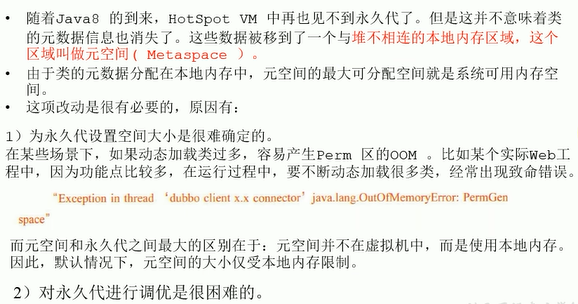 • 随着Java8 的到来，HotSpot VM 中再也见不到永久代了。但是这并不意味着类
的元数据信息也消失了。这些数据被移到了一个与堆不相连的本地内存区域，这个
区域叫做元空间( Metaspace )。
• 由于类的元数据分配在本地内存中，元空间的最大可分配空间就是系统可用内存空
间。
• 这项改动是很有必要的，原因有：
1）为永久代设置空间大小是很难确定的。
在某些场景下，如果动态加载类过多，容易产生Perm 区的OOM 。比如某个实际Web工
程中，因为功能点比较多，在运行过程中，要不断动态加载很多类，经常出现致命错误。
"Exception in thread ‘dubbo client x.x connector’ java.lang.OutOfMemoryError: PermGen
space"
而元空间和永久代之间最大的区别在于：元空间并不在虚拟机中，而是使用本地内存。
因此，默认情况下，元空间的大小仅受本地内存限制。
2）对永久代进行调优是很困难的。